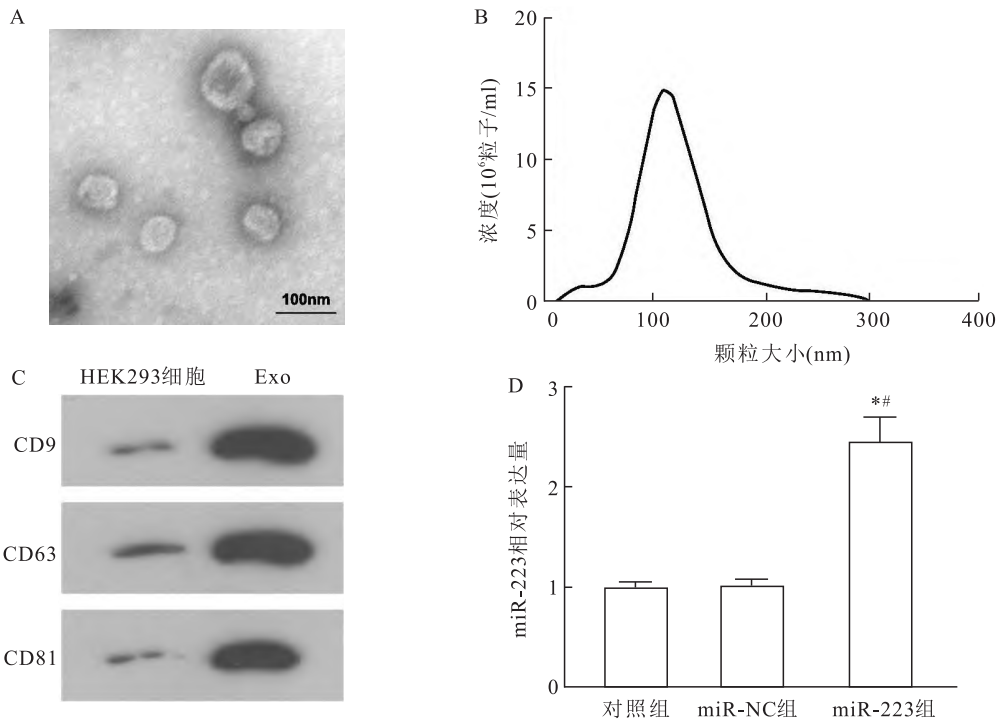 A
100nm
B
浓度(10⁶粒子/ml)
20
15
10
5
0
0 100 200 300 400
颗粒大小(nm)
C
HEK293细胞 Exo
CD9
CD63
CD81
D
miR-223相对表达量
3
2
1
0
*#
对照组 miR-NC组 miR-223组